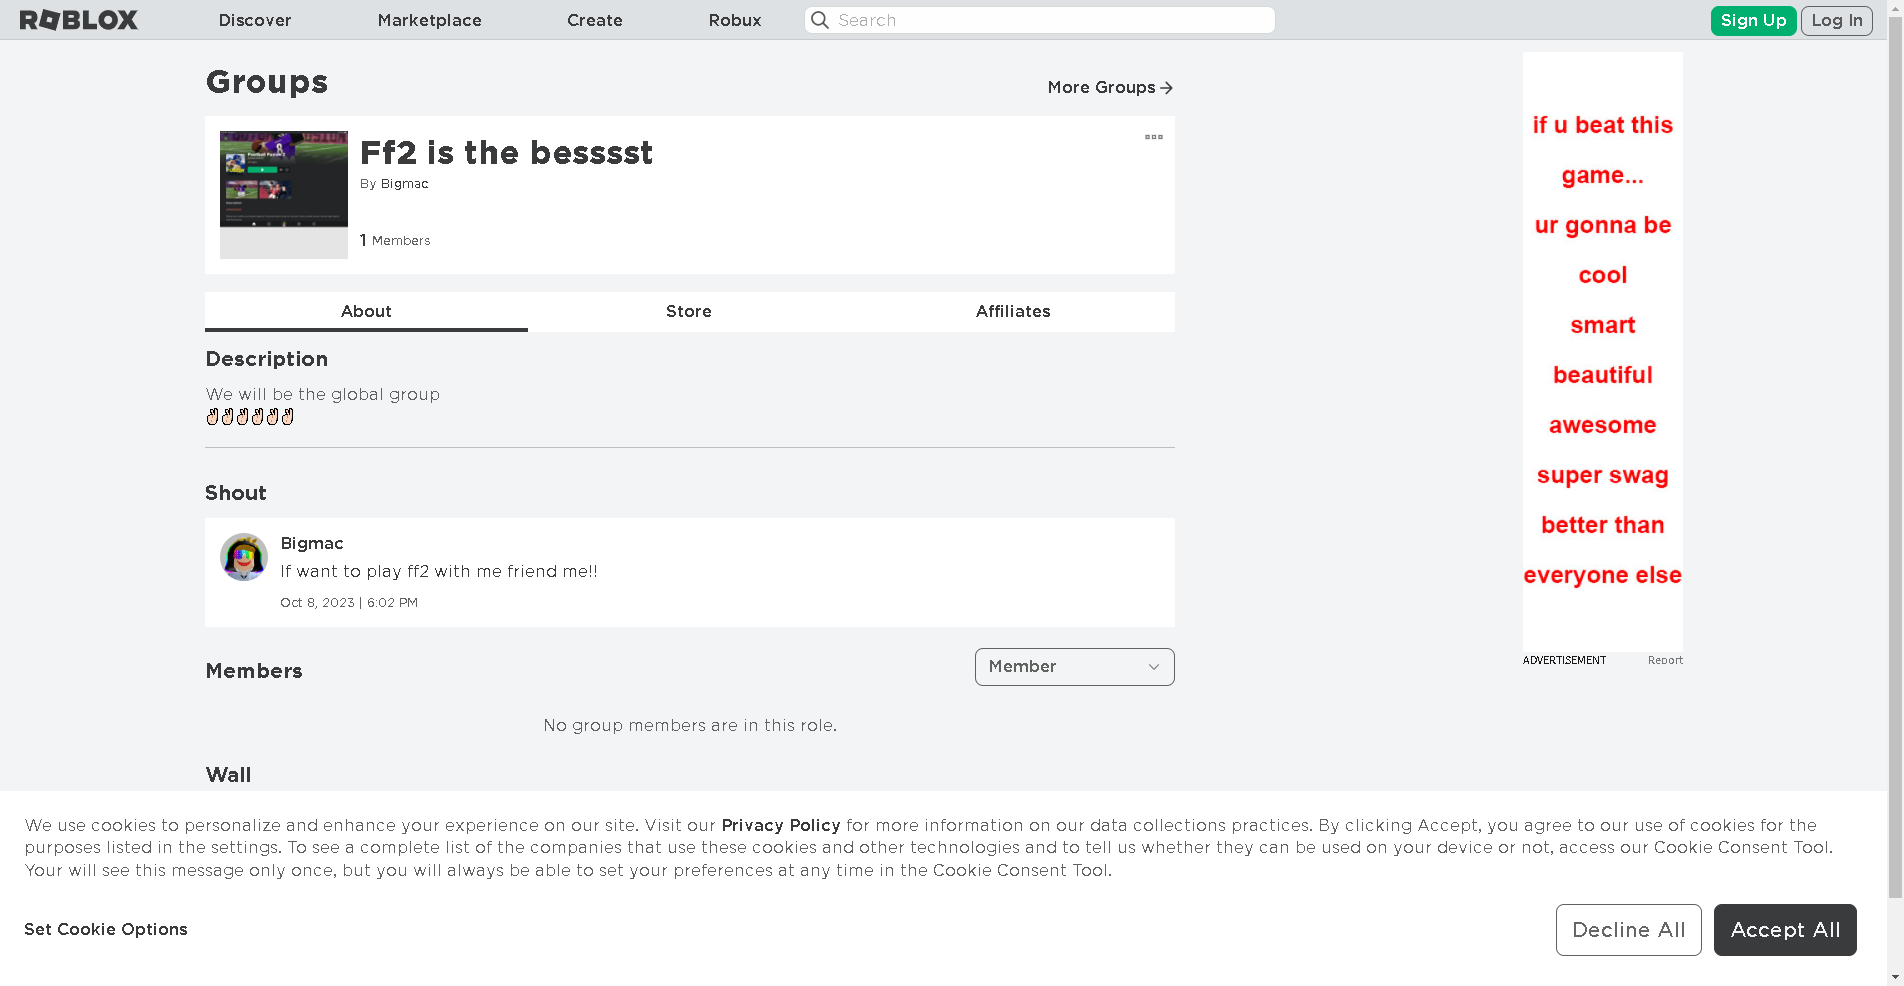 ROBLOX Discover Marketplace Create Robux Search Sign Up Log In
Groups
More Groups
Ff2 is the besssst
By Bigmac
1 Members
About Store Affiliates
Description
We will be the global group
✌🏻✌🏻✌🏻✌🏻✌🏻✌🏻
Shout
Bigmac
If want to play ff2 with me friend me!!
Oct 8, 2023 | 6:02 PM
Members
Member
No group members are in this role.
Wall
if u beat this
game...
ur gonna be
cool
smart
beautiful
awesome
super swag
better than
everyone else
ADVERTISEMENT Report
We use cookies to personalize and enhance your experience on our site. Visit our Privacy Policy for more information on our data collections practices. By clicking Accept, you agree to our use of cookies for the
purposes listed in the settings. To see a complete list of the companies that use these cookies and other technologies and to tell us whether they can be used on your device or not, access our Cookie Consent Tool.
Your will see this message only once, but you will always be able to set your preferences at any time in the Cookie Consent Tool.
Set Cookie Options
Decline All
Accept All